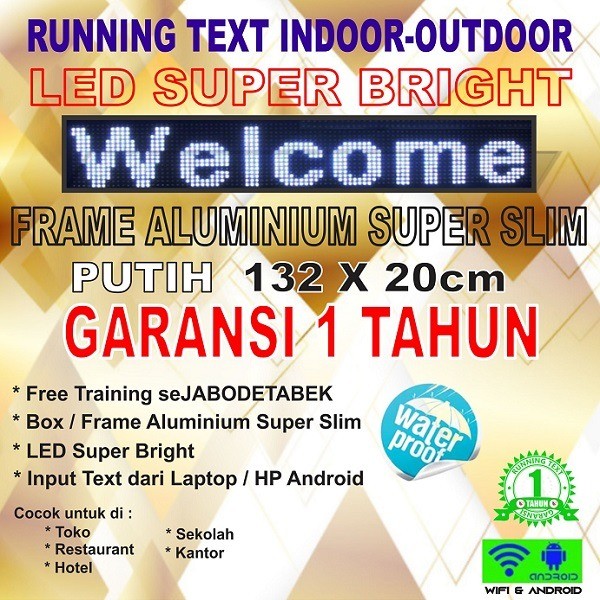 RUNNING TEXT INDOOR-OUTDOOR
LED SUPER BRIGHT
Welcome
FRAME ALUMINIUM SUPER SLIM
PUTIH 132 X 20cm
GARANSI 1 TAHUN
* Free Training seJABODETABEK
* Box / Frame Aluminium Super Slim
* LED Super Bright
* Input Text dari Laptop / HP Android
water
proof
RUNNING TEXT
1
TAHUN
GARANSI
Cocok untuk di :
* Toko
* Restaurant
* Hotel
* Sekolah
* Kantor
ANDROID
WIFI & ANDROID